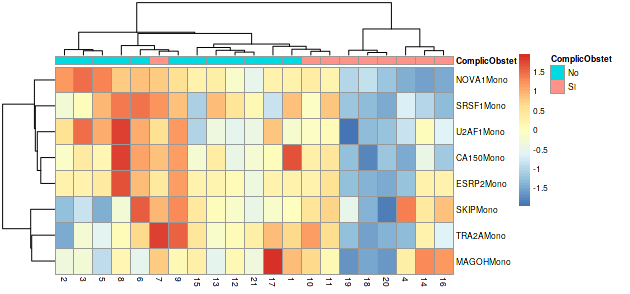 ComplicObstet
ComplicObstet
No
SI
1.5
1
0.5
0
-0.5
-1
-1.5
NOVA1Mono
SRSF1Mono
U2AF1Mono
CA150Mono
ESRP2Mono
SKIPMono
TRA2AMono
MAGOHMono
2 3 5 8 6 7 9 15 13 12 21 17 1 10 11 19 18 20 4 14 16